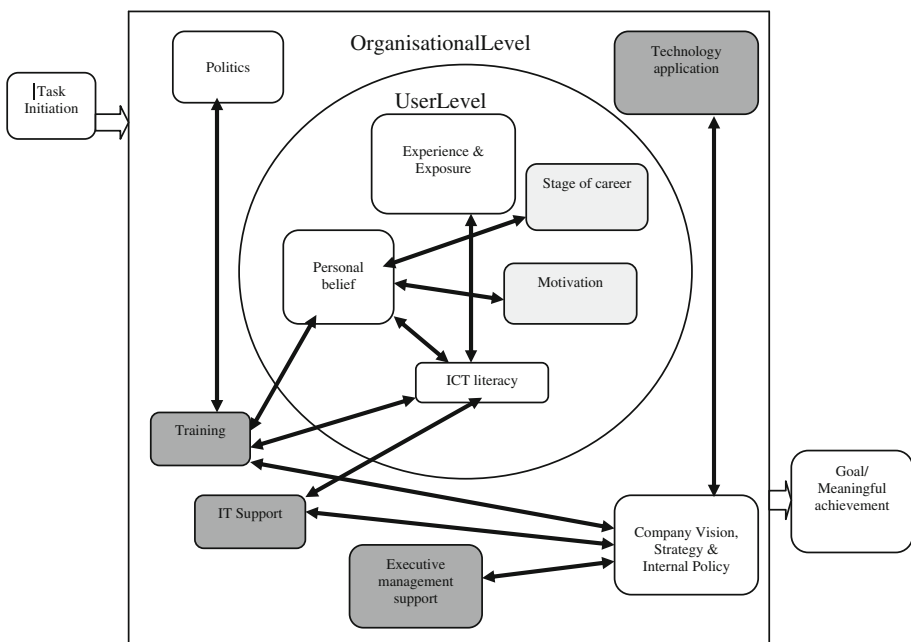 OrganisationalLevel
Politics
Technology
application
Task
Initiation
UserLevel
Experience &
Exposure
Stage of career
Personal
belief
Motivation
ICT literacy
Training
IT Support
Executive
management
support
Company Vision,
Strategy &
Internal Policy
Goal/
Meaningful
achievement